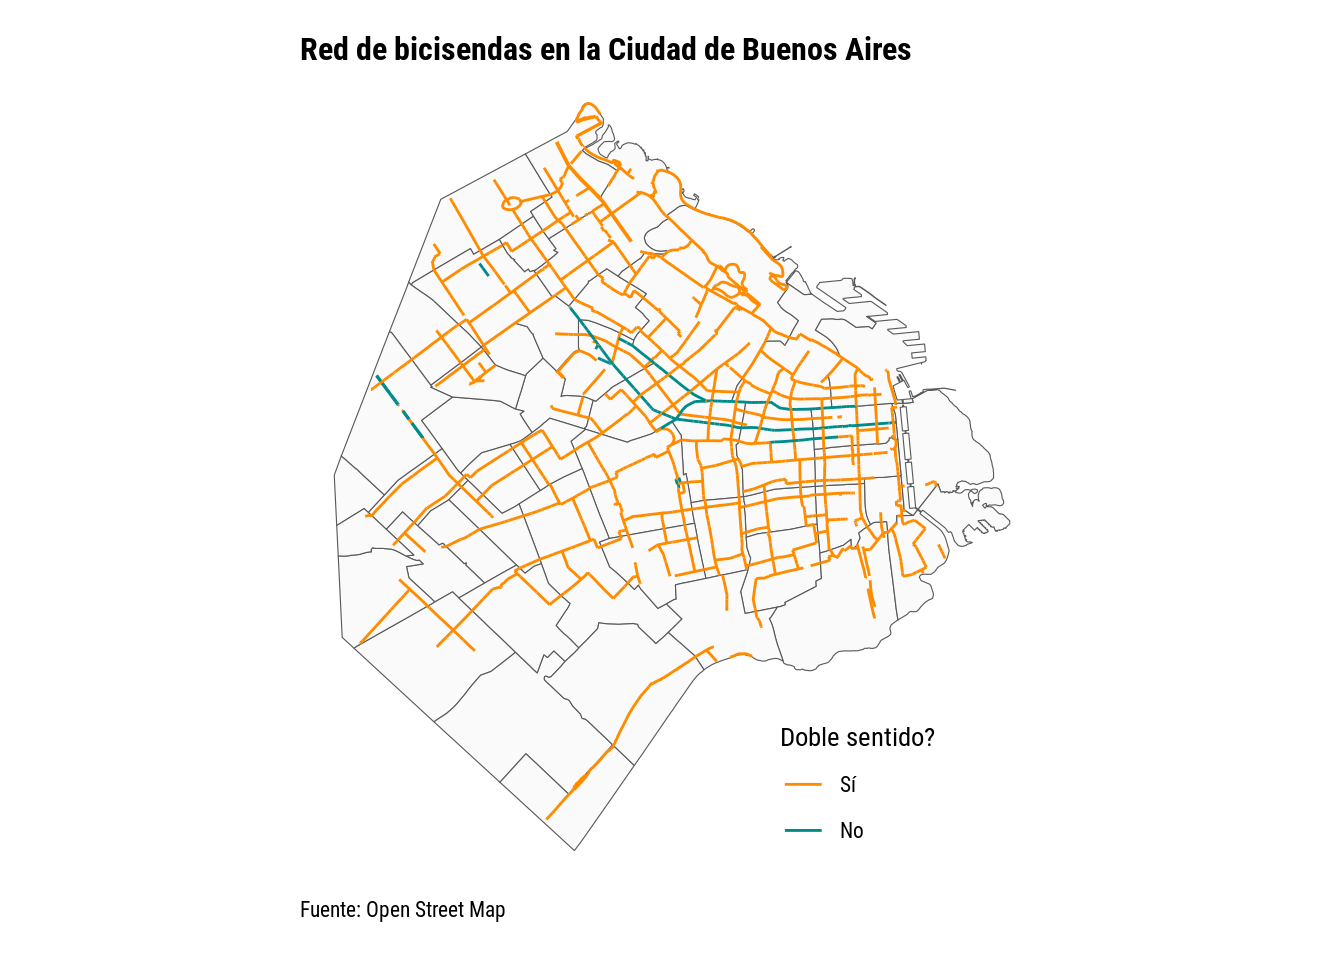 Red de bicisendas en la Ciudad de Buenos Aires
Doble sentido?
Sí
No
Fuente: Open Street Map